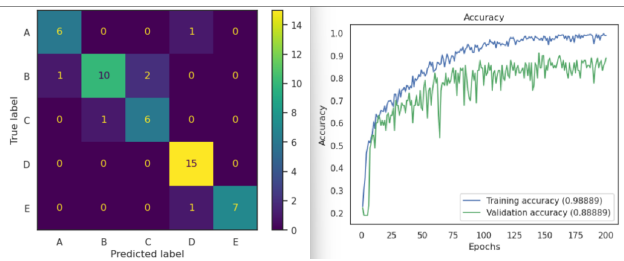 A 6 0 0 1 0
B 1 10 2 0 0
C 0 1 6 0 0
D 0 0 0 15 0
E 0 0 0 1 7
A B C D E
True label
Predicted label
14
12
10
8
6
4
2
0
Accuracy
1.0
0.9
0.8
0.7
0.6
0.5
0.4
0.3
0.2
Accuracy
Training accuracy (0.98889)
Validation accuracy (0.88889)
0 25 50 75 100 125 150 175 200
Epochs